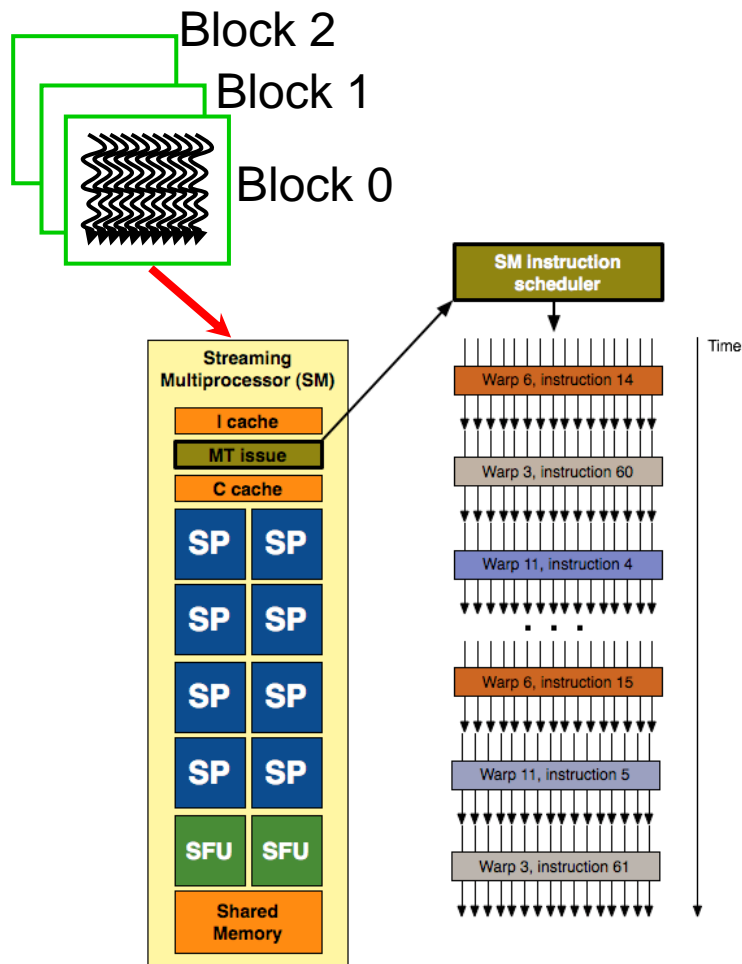 Block 2
Block 1
Block 0
SM instruction
scheduler
Time
Streaming
Multiprocessor (SM)
I cache
MT issue
C cache
SP SP
SP SP
SP SP
SP SP
SFU SFU
Shared
Memory
Warp 6, instruction 14
Warp 3, instruction 60
Warp 11, instruction 4
. . .
Warp 6, instruction 15
Warp 11, instruction 5
Warp 3, instruction 61